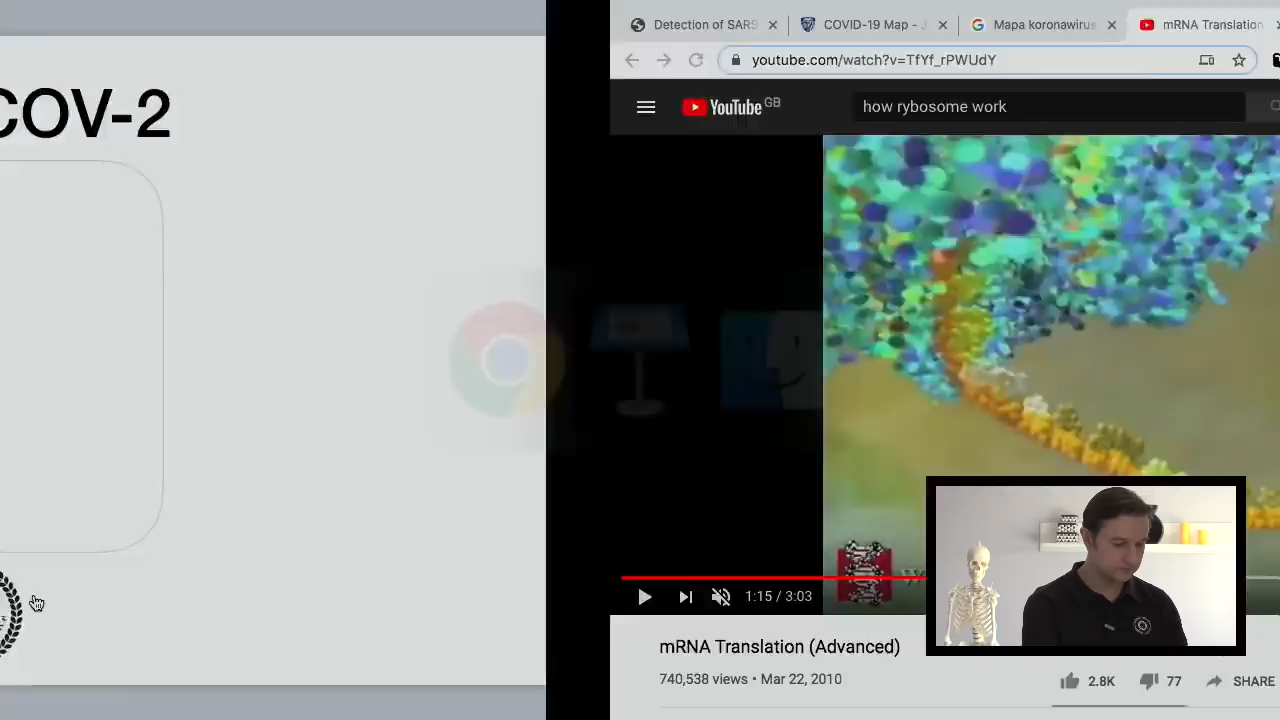 COV-2
Detection of SARS
COVID-19 Map - J
Mapa koronawirus
mRNA Translation
youtube.com/watch?v=TfYf_rPWUdY
YouTube GB
how rybosome work
1:15 / 3:03
mRNA Translation (Advanced)
740,538 views • Mar 22, 2010
2.8K
77
SHARE